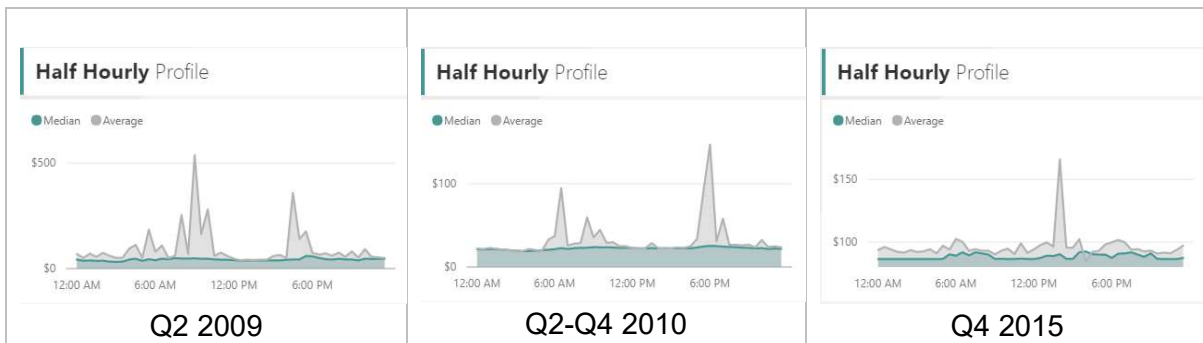 Half Hourly Profile
Median Average
$500
$0
12:00 AM 6:00 AM 12:00 PM 6:00 PM
Q2 2009
Half Hourly Profile
Median Average
$100
$0
12:00 AM 6:00 AM 12:00 PM 6:00 PM
Q2-Q4 2010
Half Hourly Profile
Median Average
$150
$100
12:00 AM 6:00 AM 12:00 PM 6:00 PM
Q4 2015